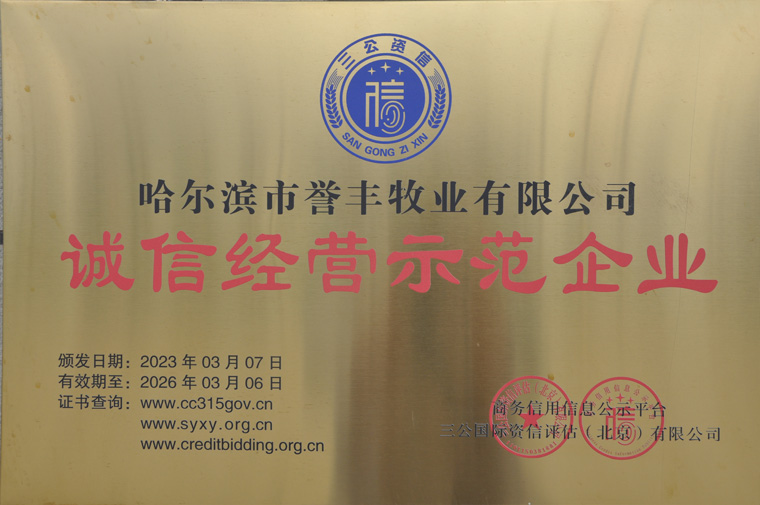 三公资信
信
SAN GONG ZI XIN
哈尔滨市誉丰牧业有限公司
诚信经营示范企业
颁发日期：2023 年 03 月 07 日
有效期至：2026 年 03 月 06 日
证书查询：www.cc315gov.cn
www.syxy.org.cn
www.creditbidding.org.cn
商务信用信息公示平台
三公国际资信评估（北京）有限公司